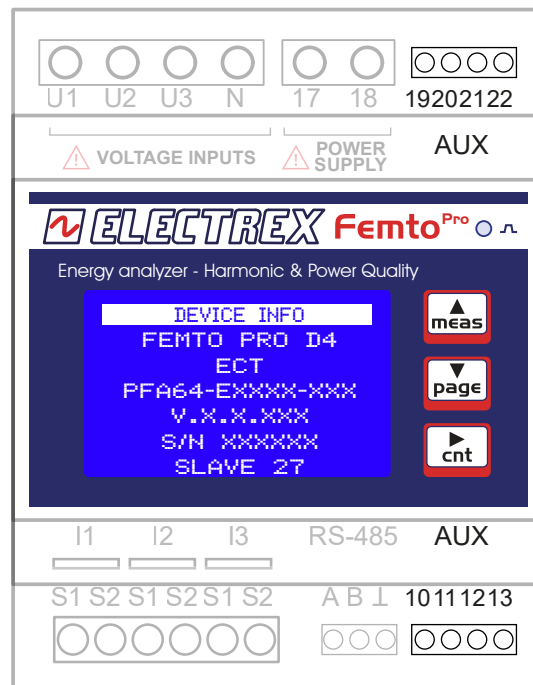 U1 U2 U3 N 17 18 19202122
VOLTAGE INPUTS POWER SUPPLY AUX
ELECTREX Femto Pro
Energy analyzer - Harmonic & Power Quality
DEVICE INFO
FEMTO PRO D4
ECT
PFA64-EXXXX-XXX
V.X.X.XXX
S/N XXXXXX
SLAVE 27
meas
page
cnt
I1 I2 I3 RS-485 AUX
S1 S2 S1 S2 S1 S2 A B ⊥ 10111213